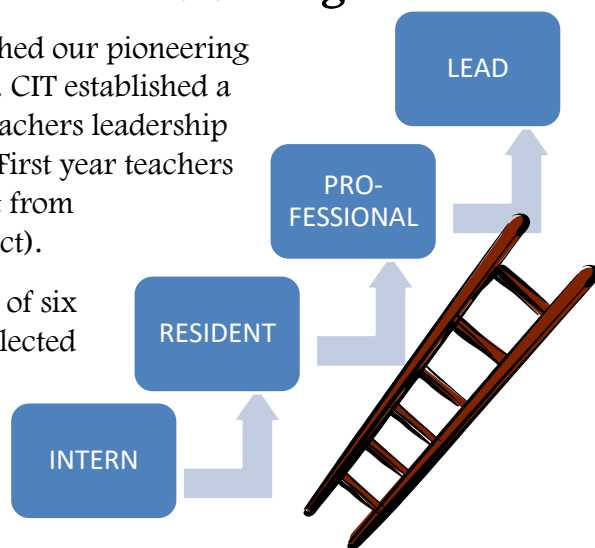 hed our pioneering
. CIT established a
eachers leadership
First year teachers
from
ct).
of six
lected
LEAD
PRO-
FESSIONAL
RESIDENT
INTERN